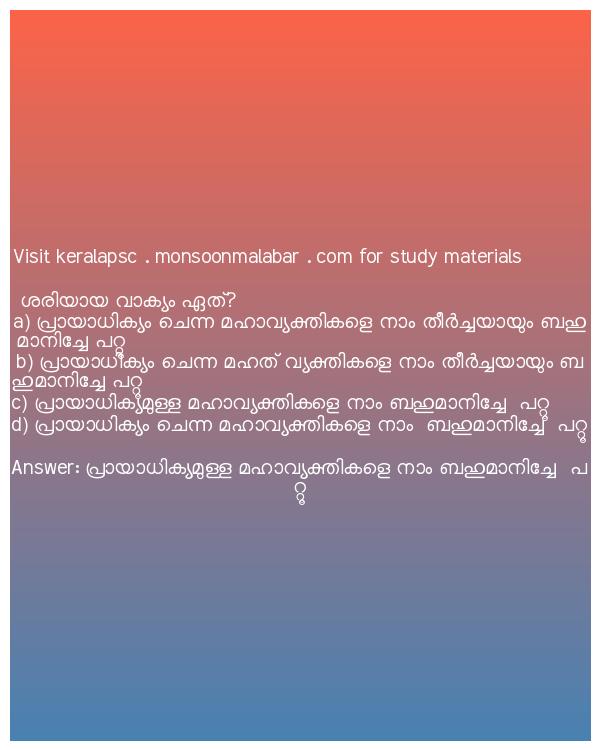 Visit keralapsc . monsoonmalabar . com for study materials
ശരിയായ വാക്യം ഏത്?
a) പ്രായാധിക്യം ചെന്ന മഹാവ്യക്തികളെ നാം തീർച്ചയായും ബഹു
മാനിച്ചേ പറ്റൂ
b) പ്രായാധിക്യം ചെന്ന മഹത് വ്യക്തികളെ നാം തീർച്ചയായും ബ
ഹുമാനിച്ചേ പറ്റൂ
c) പ്രായാധിക്യമുള്ള മഹാവ്യക്തികളെ നാം ബഹുമാനിച്ചേ പറ്റൂ
d) പ്രായാധിക്യം ചെന്ന മഹാവ്യക്തികളെ നാം ബഹുമാനിച്ചേ പറ്റൂ
Answer: പ്രായാധിക്യമുള്ള മഹാവ്യക്തികളെ നാം ബഹുമാനിച്ചേ പ
റ്റൂ